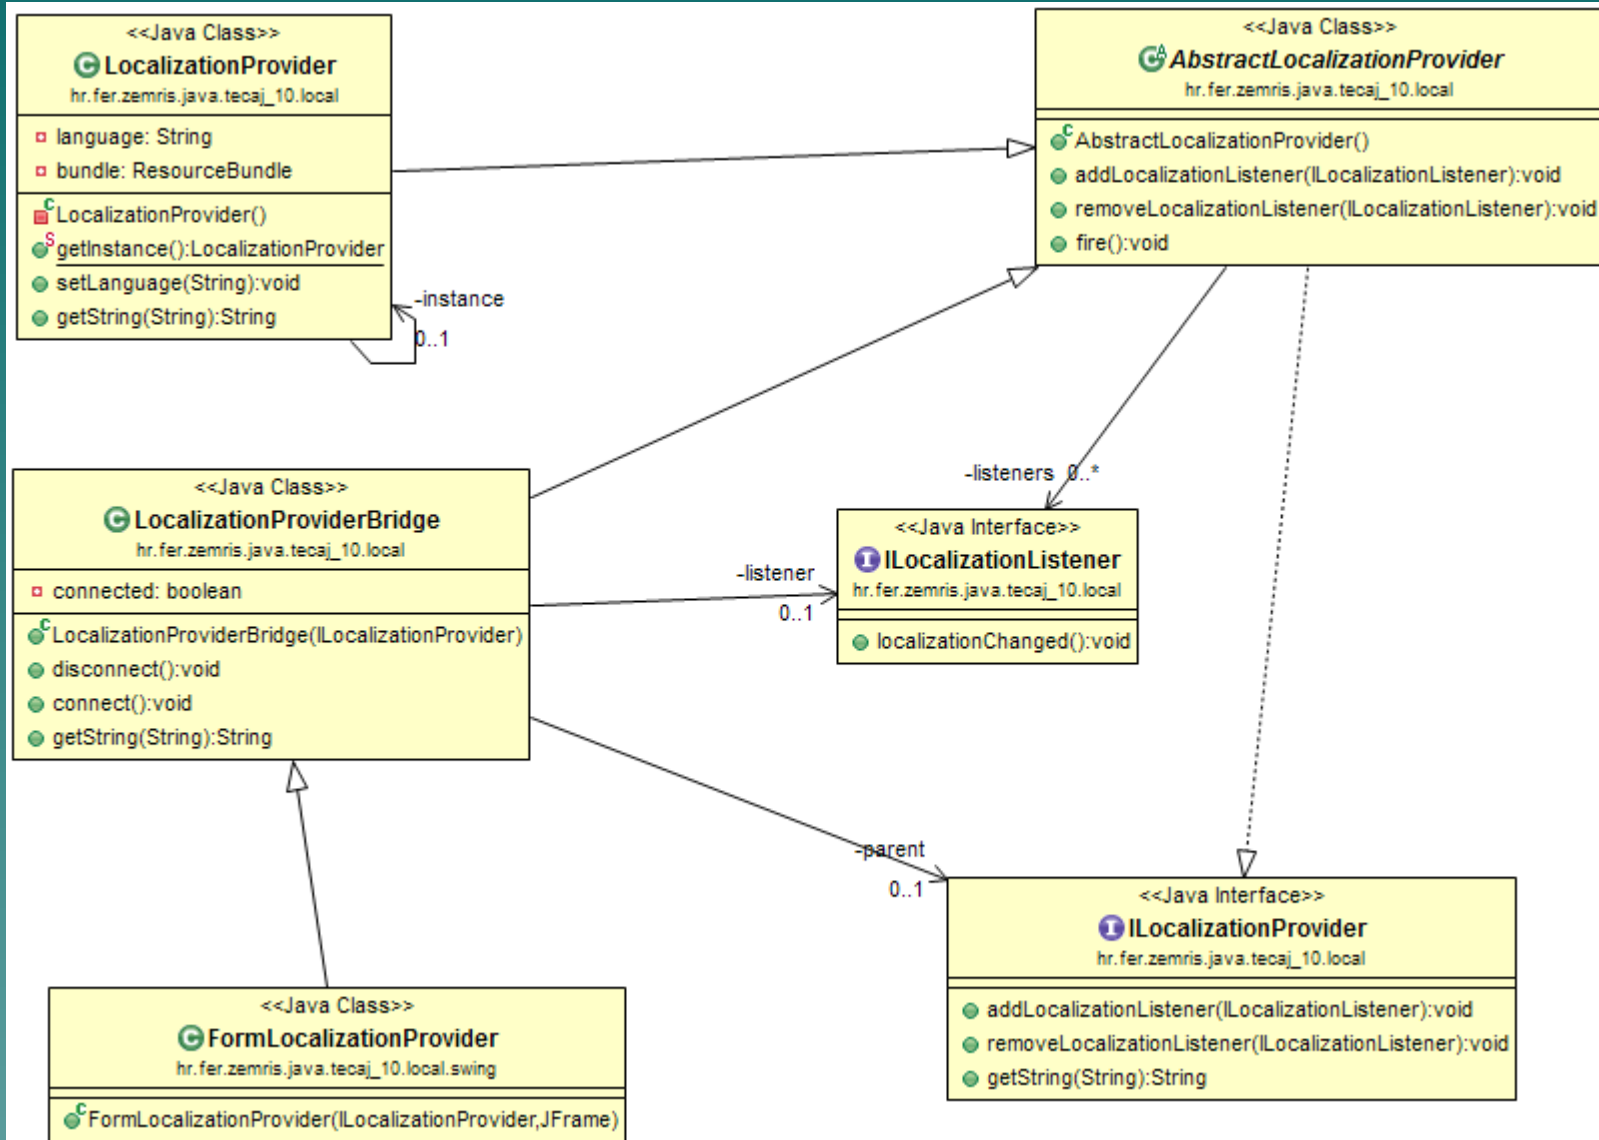 <<Java Class>>
LocalizationProvider
hr.fer.zemris.java.tecaj_10.local
language: String
bundle: ResourceBundle
LocalizationProvider()
getInstance():LocalizationProvider
setLanguage(String):void
getString(String):String
-instance
0..1
<<Java Class>>
AbstractLocalizationProvider
hr.fer.zemris.java.tecaj_10.local
AbstractLocalizationProvider()
addLocalizationListener(ILocalizationListener):void
removeLocalizationListener(ILocalizationListener):void
fire():void
-listeners 0..*
<<Java Class>>
LocalizationProviderBridge
hr.fer.zemris.java.tecaj_10.local
connected: boolean
LocalizationProviderBridge(ILocalizationProvider)
disconnect():void
connect():void
getString(String):String
-listener
0..1
<<Java Interface>>
ILocalizationListener
hr.fer.zemris.java.tecaj_10.local
localizationChanged():void
-parent
0..1
<<Java Interface>>
ILocalizationProvider
hr.fer.zemris.java.tecaj_10.local
addLocalizationListener(ILocalizationListener):void
removeLocalizationListener(ILocalizationListener):void
getString(String):String
<<Java Class>>
FormLocalizationProvider
hr.fer.zemris.java.tecaj_10.local.swing
FormLocalizationProvider(ILocalizationProvider,JFrame)